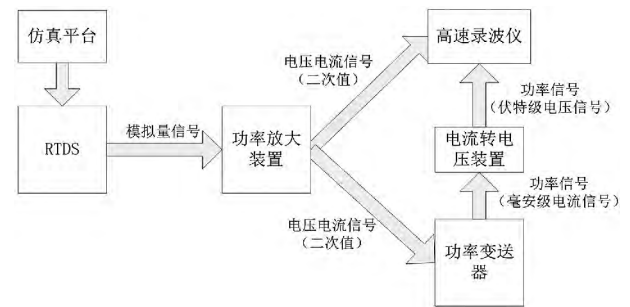 仿真平台
RTDS
模拟量信号
功率放大
装置
电压电流信号
（二次值）
高速录波仪
功率信号
（伏特级电压信号）
电流转电
压装置
功率信号
（毫安级电流信号）
电压电流信号
（二次值）
功率变送
器